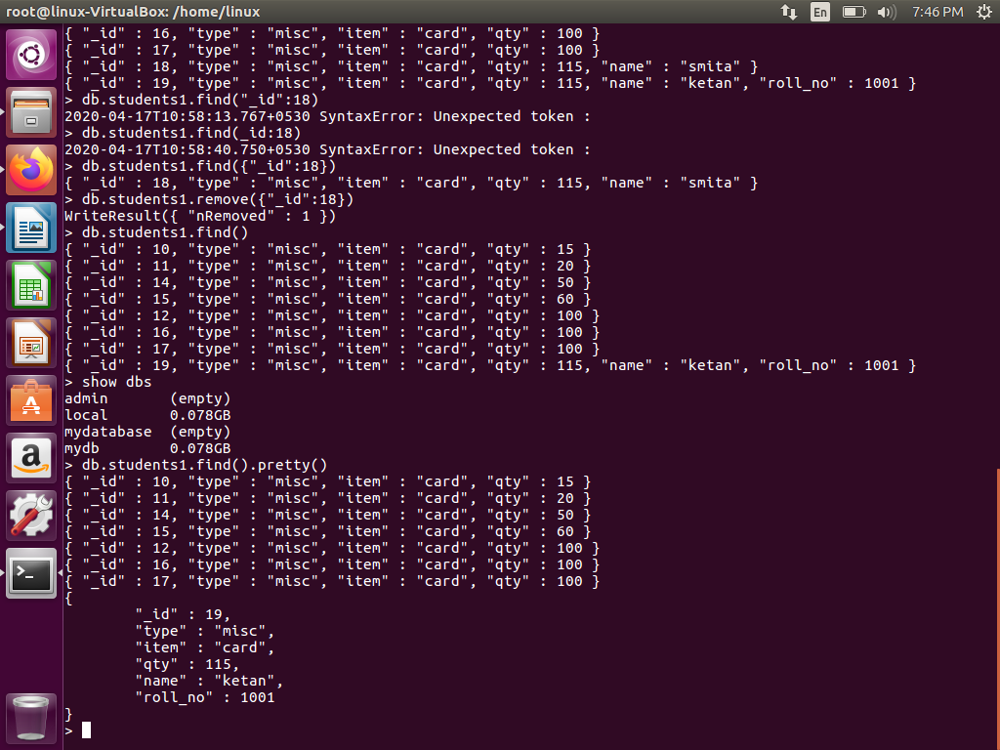 root@linux-VirtualBox: /home/linux
En
7:46 PM
{ "_id" : 16, "type" : "misc", "item" : "card", "qty" : 100 }
{ "_id" : 17, "type" : "misc", "item" : "card", "qty" : 100 }
{ "_id" : 18, "type" : "misc", "item" : "card", "qty" : 115, "name" : "smita" }
{ "_id" : 19, "type" : "misc", "item" : "card", "qty" : 115, "name" : "ketan", "roll_no" : 1001 }
> db.students1.find("_id":18)
2020-04-17T10:58:13.767+0530 SyntaxError: Unexpected token :
> db.students1.find(_id:18)
2020-04-17T10:58:40.750+0530 SyntaxError: Unexpected token :
> db.students1.find({"_id":18})
{ "_id" : 18, "type" : "misc", "item" : "card", "qty" : 115, "name" : "smita" }
> db.students1.remove({"_id":18})
WriteResult({ "nRemoved" : 1 })
> db.students1.find()
{ "_id" : 10, "type" : "misc", "item" : "card", "qty" : 15 }
{ "_id" : 11, "type" : "misc", "item" : "card", "qty" : 20 }
{ "_id" : 14, "type" : "misc", "item" : "card", "qty" : 50 }
{ "_id" : 15, "type" : "misc", "item" : "card", "qty" : 60 }
{ "_id" : 12, "type" : "misc", "item" : "card", "qty" : 100 }
{ "_id" : 16, "type" : "misc", "item" : "card", "qty" : 100 }
{ "_id" : 17, "type" : "misc", "item" : "card", "qty" : 100 }
{ "_id" : 19, "type" : "misc", "item" : "card", "qty" : 115, "name" : "ketan", "roll_no" : 1001 }
> show dbs
admin       (empty)
local       0.078GB
mydatabase  (empty)
mydb        0.078GB
> db.students1.find().pretty()
{ "_id" : 10, "type" : "misc", "item" : "card", "qty" : 15 }
{ "_id" : 11, "type" : "misc", "item" : "card", "qty" : 20 }
{ "_id" : 14, "type" : "misc", "item" : "card", "qty" : 50 }
{ "_id" : 15, "type" : "misc", "item" : "card", "qty" : 60 }
{ "_id" : 12, "type" : "misc", "item" : "card", "qty" : 100 }
{ "_id" : 16, "type" : "misc", "item" : "card", "qty" : 100 }
{ "_id" : 17, "type" : "misc", "item" : "card", "qty" : 100 }
{
        "_id" : 19,
        "type" : "misc",
        "item" : "card",
        "qty" : 115,
        "name" : "ketan",
        "roll_no" : 1001
}
>